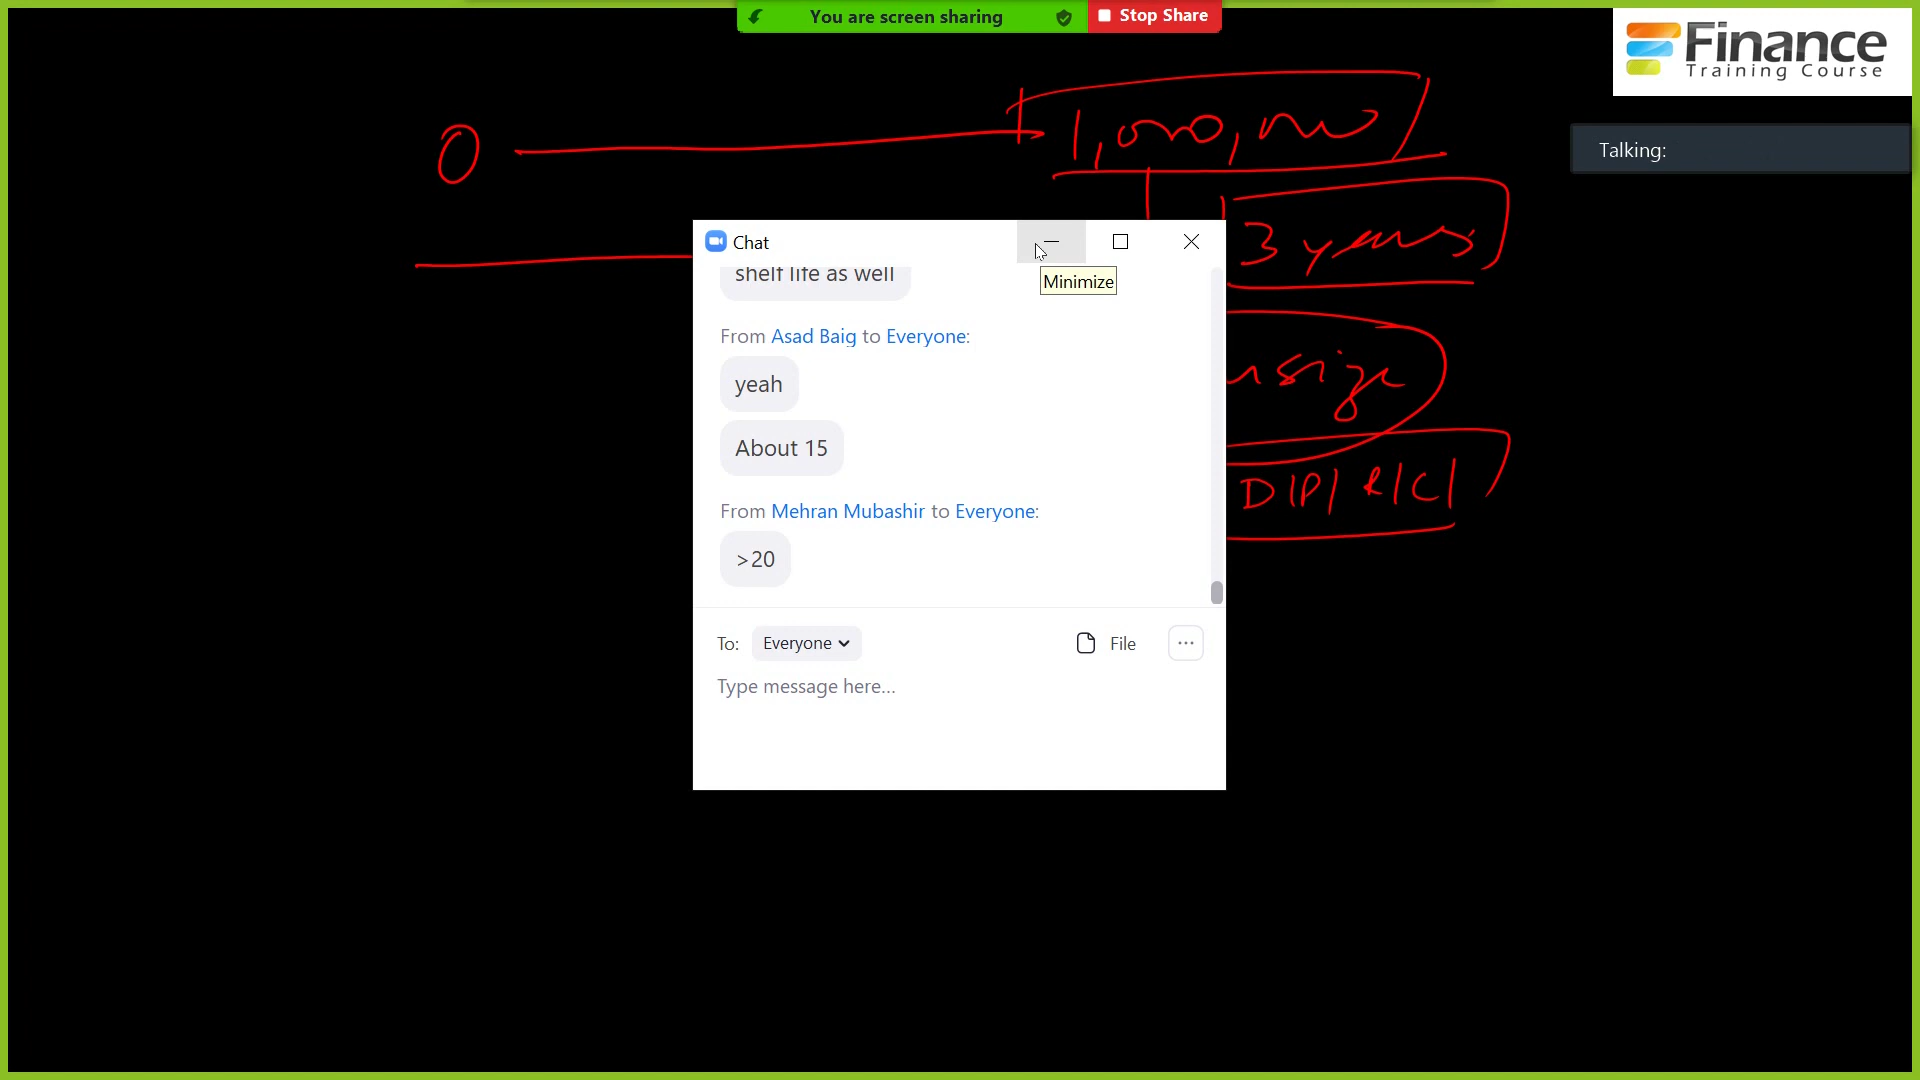 You are screen sharing
Stop Share
Finance
Training Course
Talking:
0
1,000,000
3 years
Chat
Minimize
shelf life as well
From Asad Baig to Everyone:
yeah
About 15
From Mehran Mubashir to Everyone:
>20
D/P/R/C/
To: Everyone
File
Type message here...